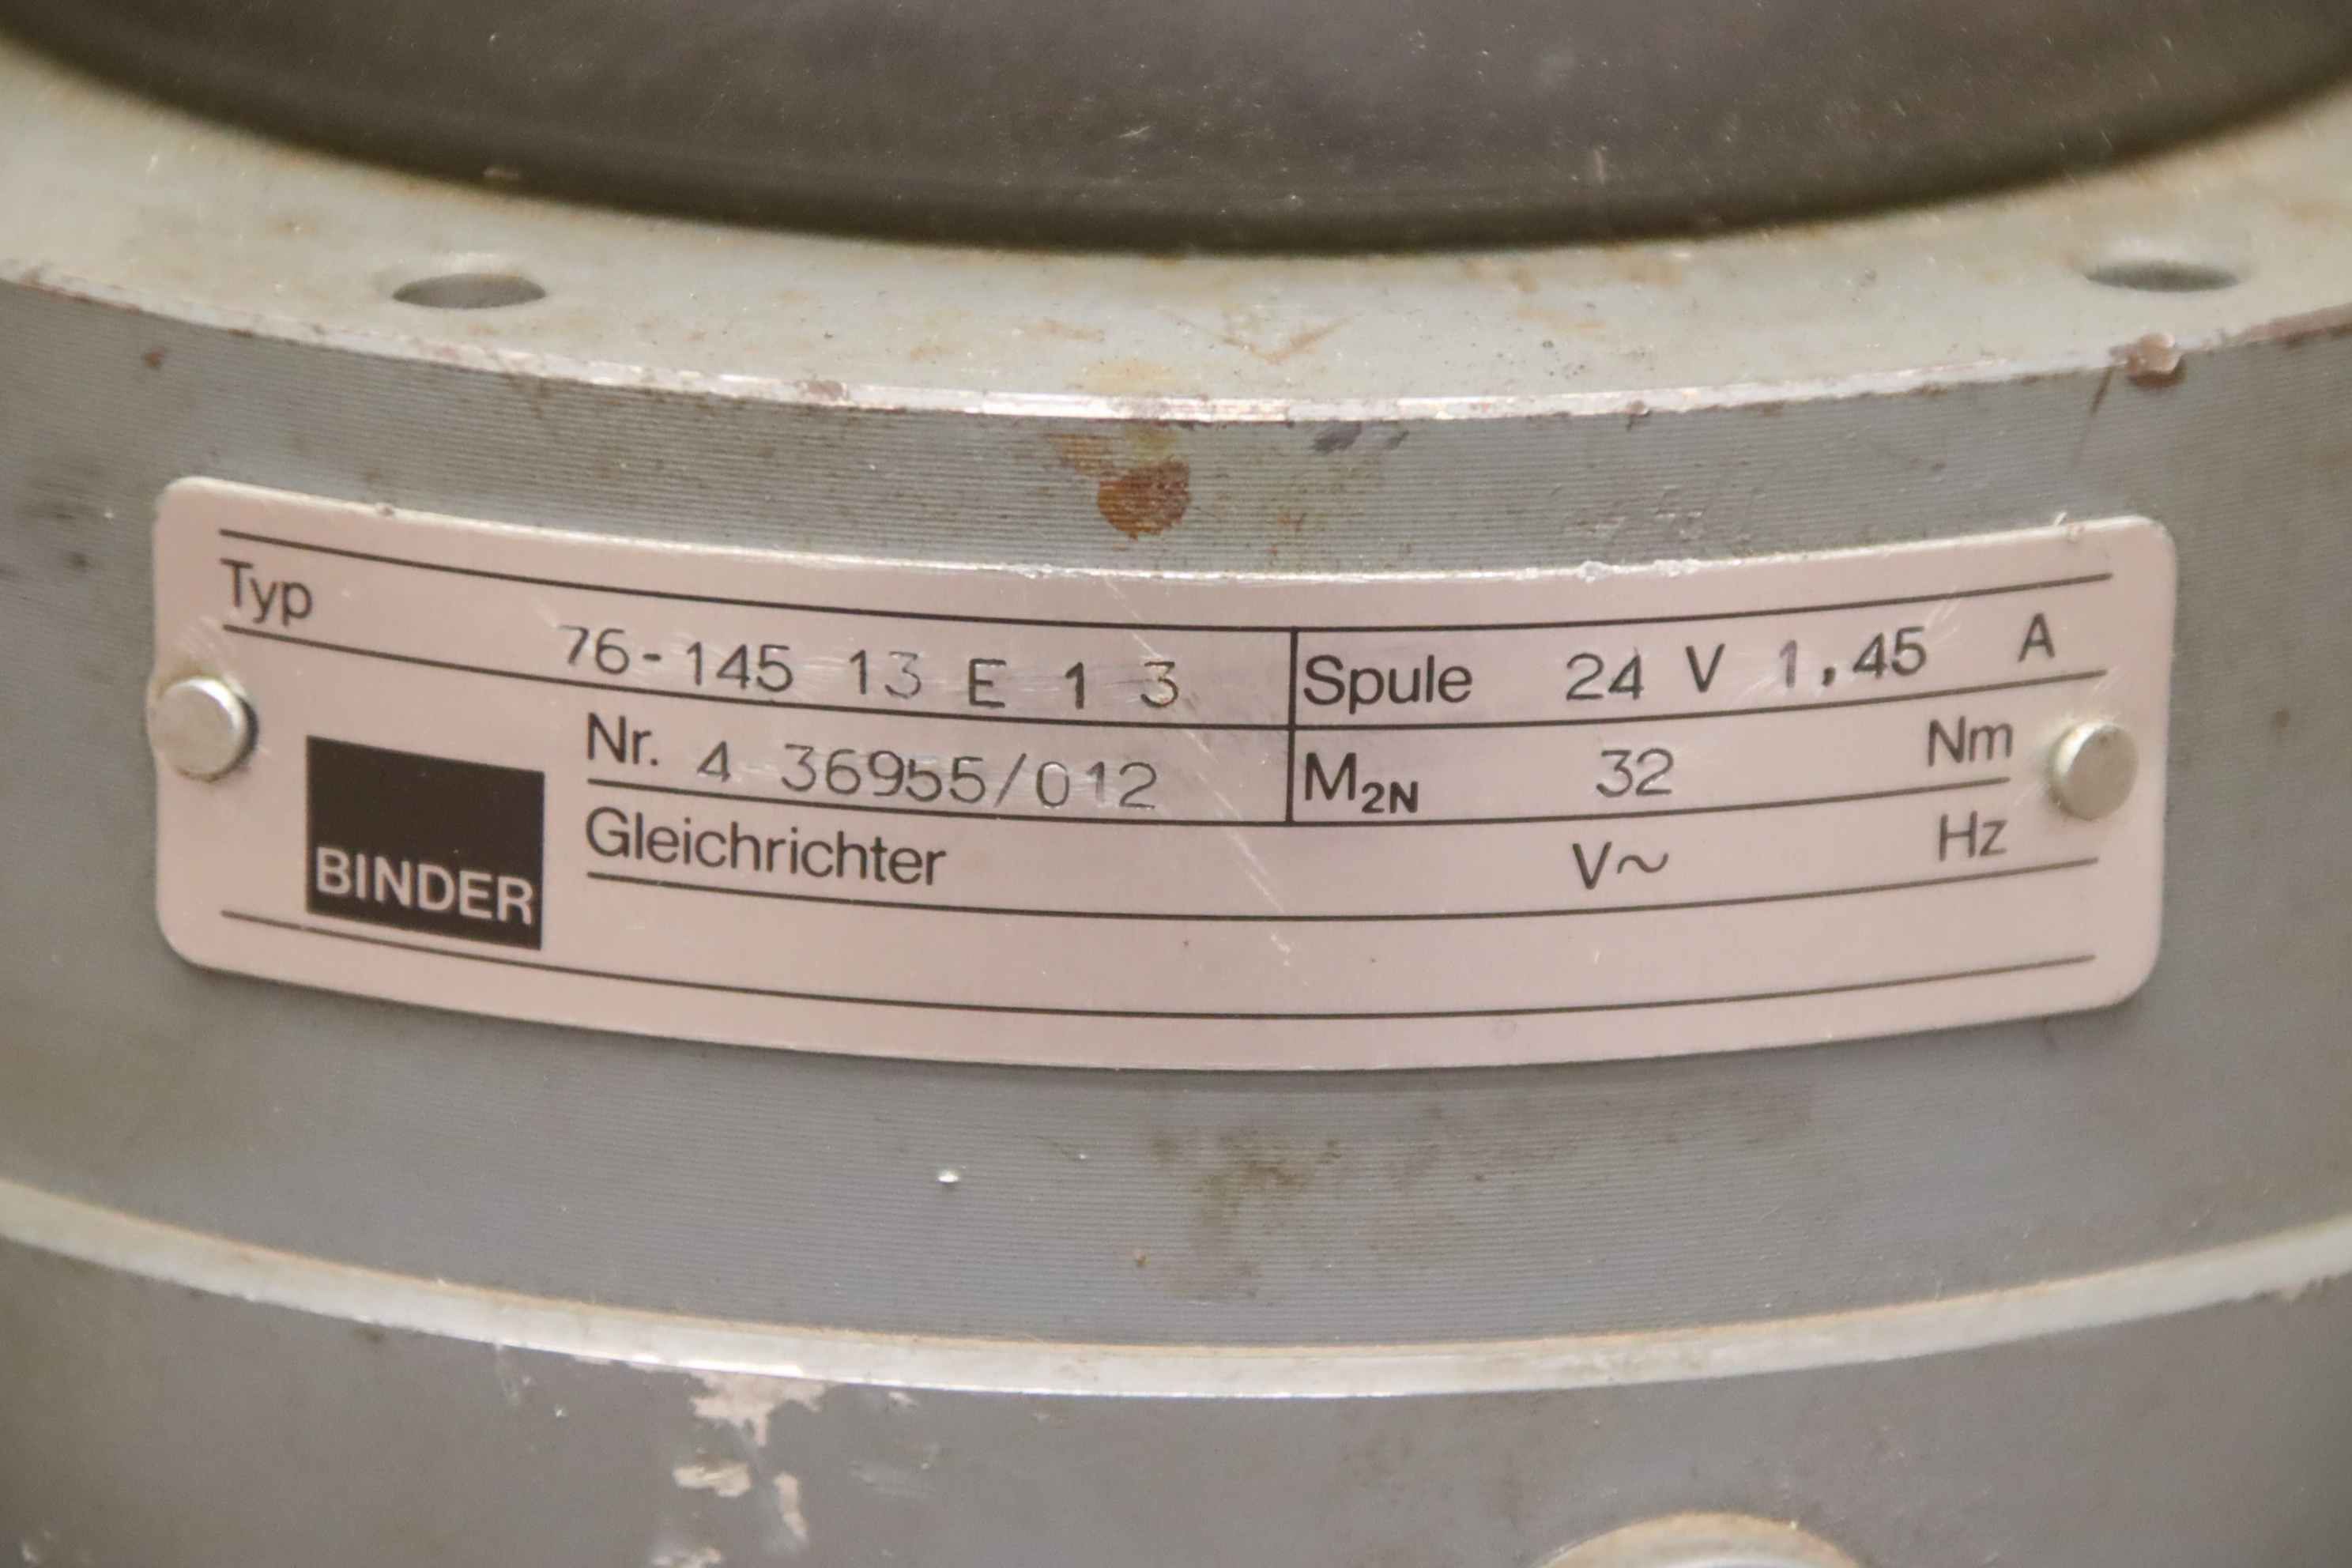 Typ 76-145 13 E 1 3 Spule 24 V 1,45 A
Nr. 4 36955/012 M2N 32 Nm
Gleichrichter V~ Hz
BINDER